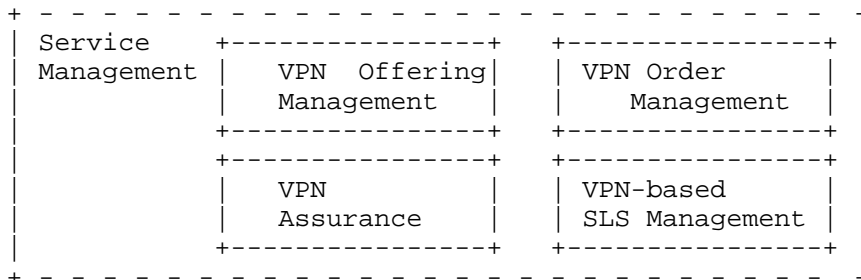 Service
Management
VPN Offering
Management
VPN Order
Management
VPN
Assurance
VPN-based
SLS Management